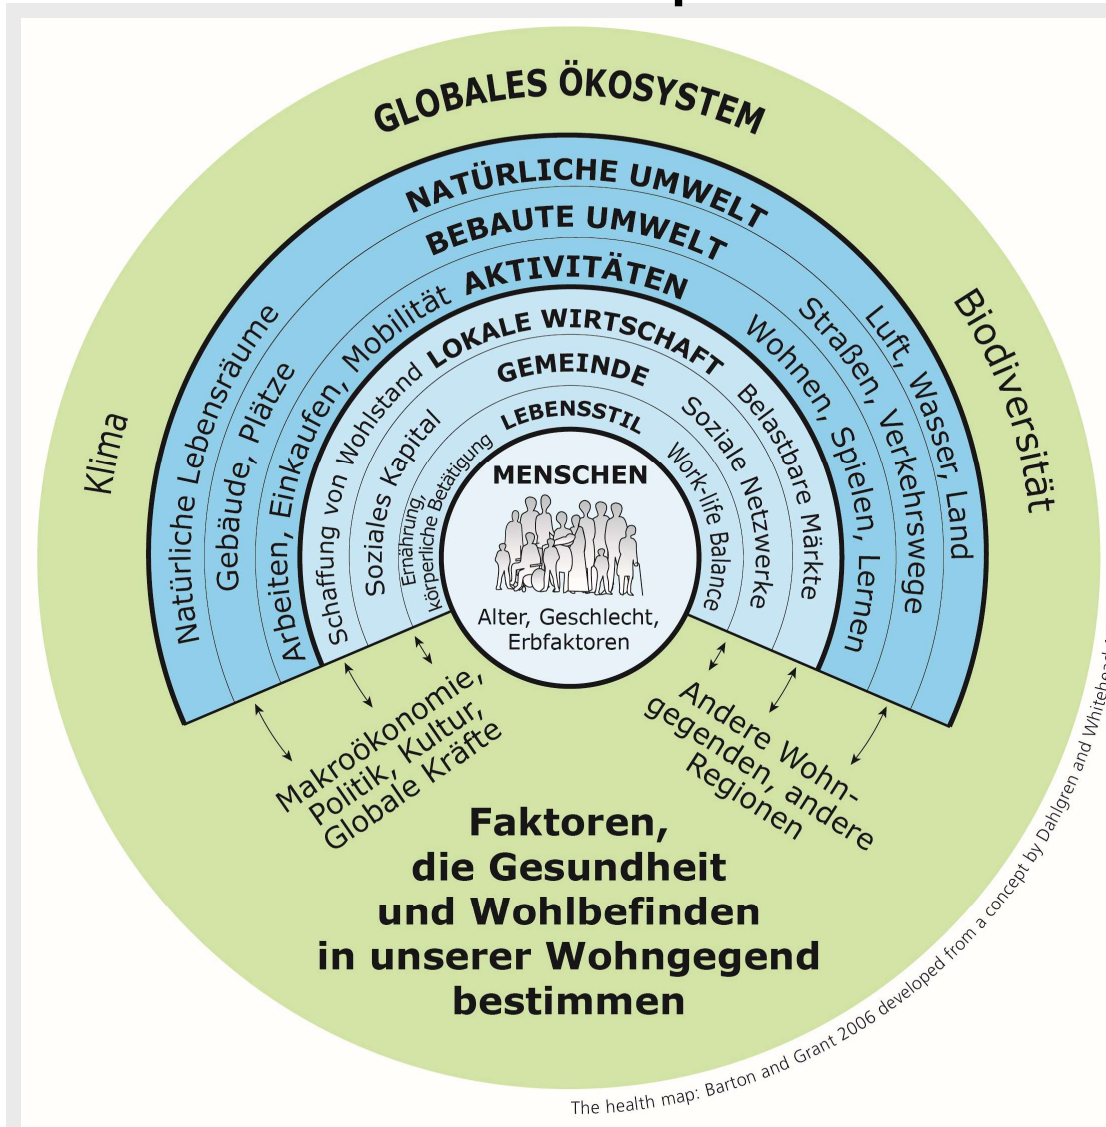 GLOBALES ÖKOSYSTEM
Klima
Biodiversität
NATÜRLICHE UMWELT
Natürliche Lebensräume
Luft, Wasser, Land
BEBAUTE UMWELT
Gebäude, Plätze
Straßen, Verkehrswege
AKTIVITÄTEN
Arbeiten, Einkaufen, Mobilität
Wohnen, Spielen, Lernen
LOKALE WIRTSCHAFT
Schaffung von Wohlstand
Belastbare Märkte
GEMEINDE
Soziales Kapital
Soziale Netzwerke
LEBENSSTIL
Ernährung,
körperliche Betätigung
Work-life Balance
MENSCHEN
Alter, Geschlecht,
Erbfaktoren
Makroökonomie,
Politik, Kultur,
Globale Kräfte
Andere Wohn-
gegenden, andere
Regionen
Faktoren,
die Gesundheit
und Wohlbefinden
in unserer Wohngegend
bestimmen
The health map: Barton and Grant 2006 developed from a concept by Dahlgren and Whitehead